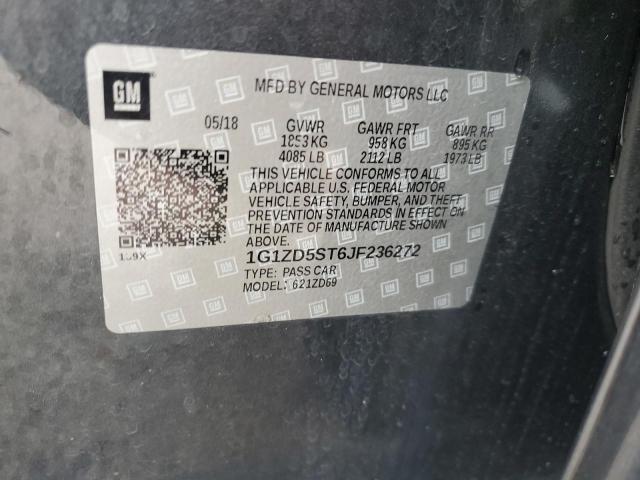 GM
MFD BY GENERAL MOTORS LLC
05/18 GVWR GAWR FRT GAWR RR
1853 KG 958 KG 895 KG
4085 LB 2112 LB 1973 LB
THIS VEHICLE CONFORMS TO ALL
APPLICABLE U.S. FEDERAL MOTOR
VEHICLE SAFETY, BUMPER, AND THEFT
PREVENTION STANDARDS IN EFFECT ON
THE DATE OF MANUFACTURE SHOWN
ABOVE.
1G1ZD5ST6JF236272
TYPE: PASS CAR
MODEL: 621ZD69